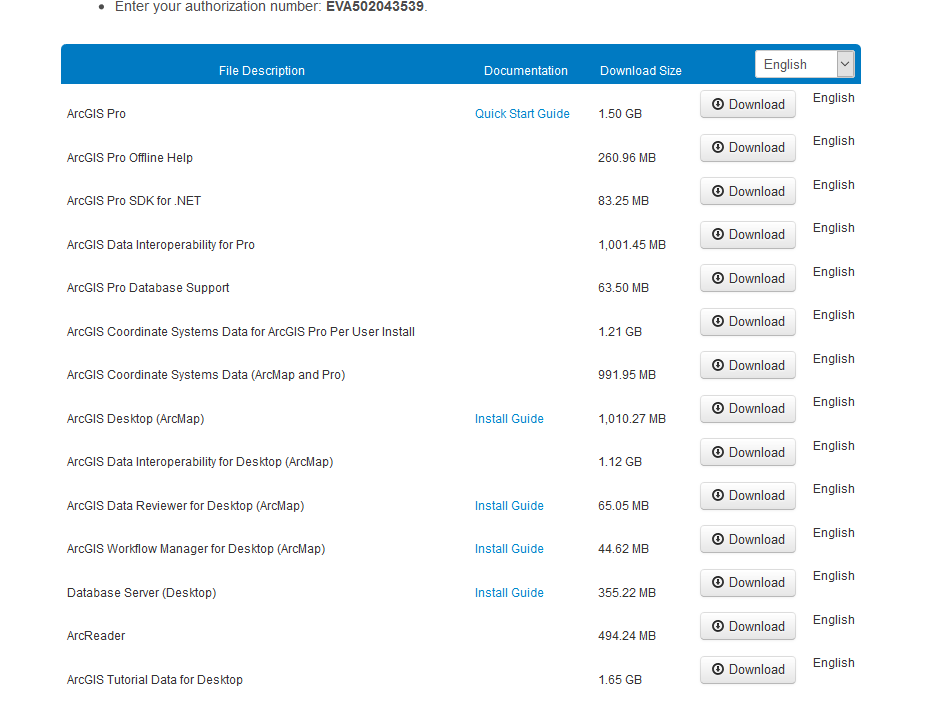 Enter your authorization number: EVA502043539.
File Description Documentation Download Size English
ArcGIS Pro Quick Start Guide 1.50 GB Download English
ArcGIS Pro Offline Help 260.96 MB Download English
ArcGIS Pro SDK for .NET 83.25 MB Download English
ArcGIS Data Interoperability for Pro 1,001.45 MB Download English
ArcGIS Pro Database Support 63.50 MB Download English
ArcGIS Coordinate Systems Data for ArcGIS Pro Per User Install 1.21 GB Download English
ArcGIS Coordinate Systems Data (ArcMap and Pro) 991.95 MB Download English
ArcGIS Desktop (ArcMap) Install Guide 1,010.27 MB Download English
ArcGIS Data Interoperability for Desktop (ArcMap) 1.12 GB Download English
ArcGIS Data Reviewer for Desktop (ArcMap) Install Guide 65.05 MB Download English
ArcGIS Workflow Manager for Desktop (ArcMap) Install Guide 44.62 MB Download English
Database Server (Desktop) Install Guide 355.22 MB Download English
ArcReader 494.24 MB Download English
ArcGIS Tutorial Data for Desktop 1.65 GB Download English